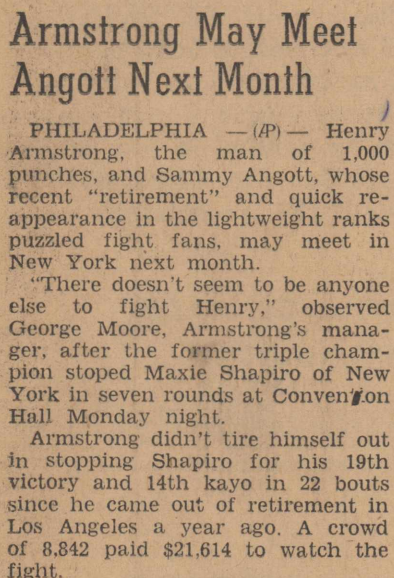 Armstrong May Meet
Angott Next Month
PHILADELPHIA — (AP) — Henry
Armstrong, the man of 1,000
punches, and Sammy Angott, whose
recent "retirement" and quick re-
appearance in the lightweight ranks
puzzled fight fans, may meet in
New York next month.
"There doesn't seem to be anyone
else to fight Henry," observed
George Moore, Armstrong's mana-
ger, after the former triple cham-
pion stoped Maxie Shapiro of New
York in seven rounds at Convention
Hall Monday night.
Armstrong didn't tire himself out
in stopping Shapiro for his 19th
victory and 14th kayo in 22 bouts
since he came out of retirement in
Los Angeles a year ago. A crowd
of 8,842 paid $21,614 to watch the
fight.